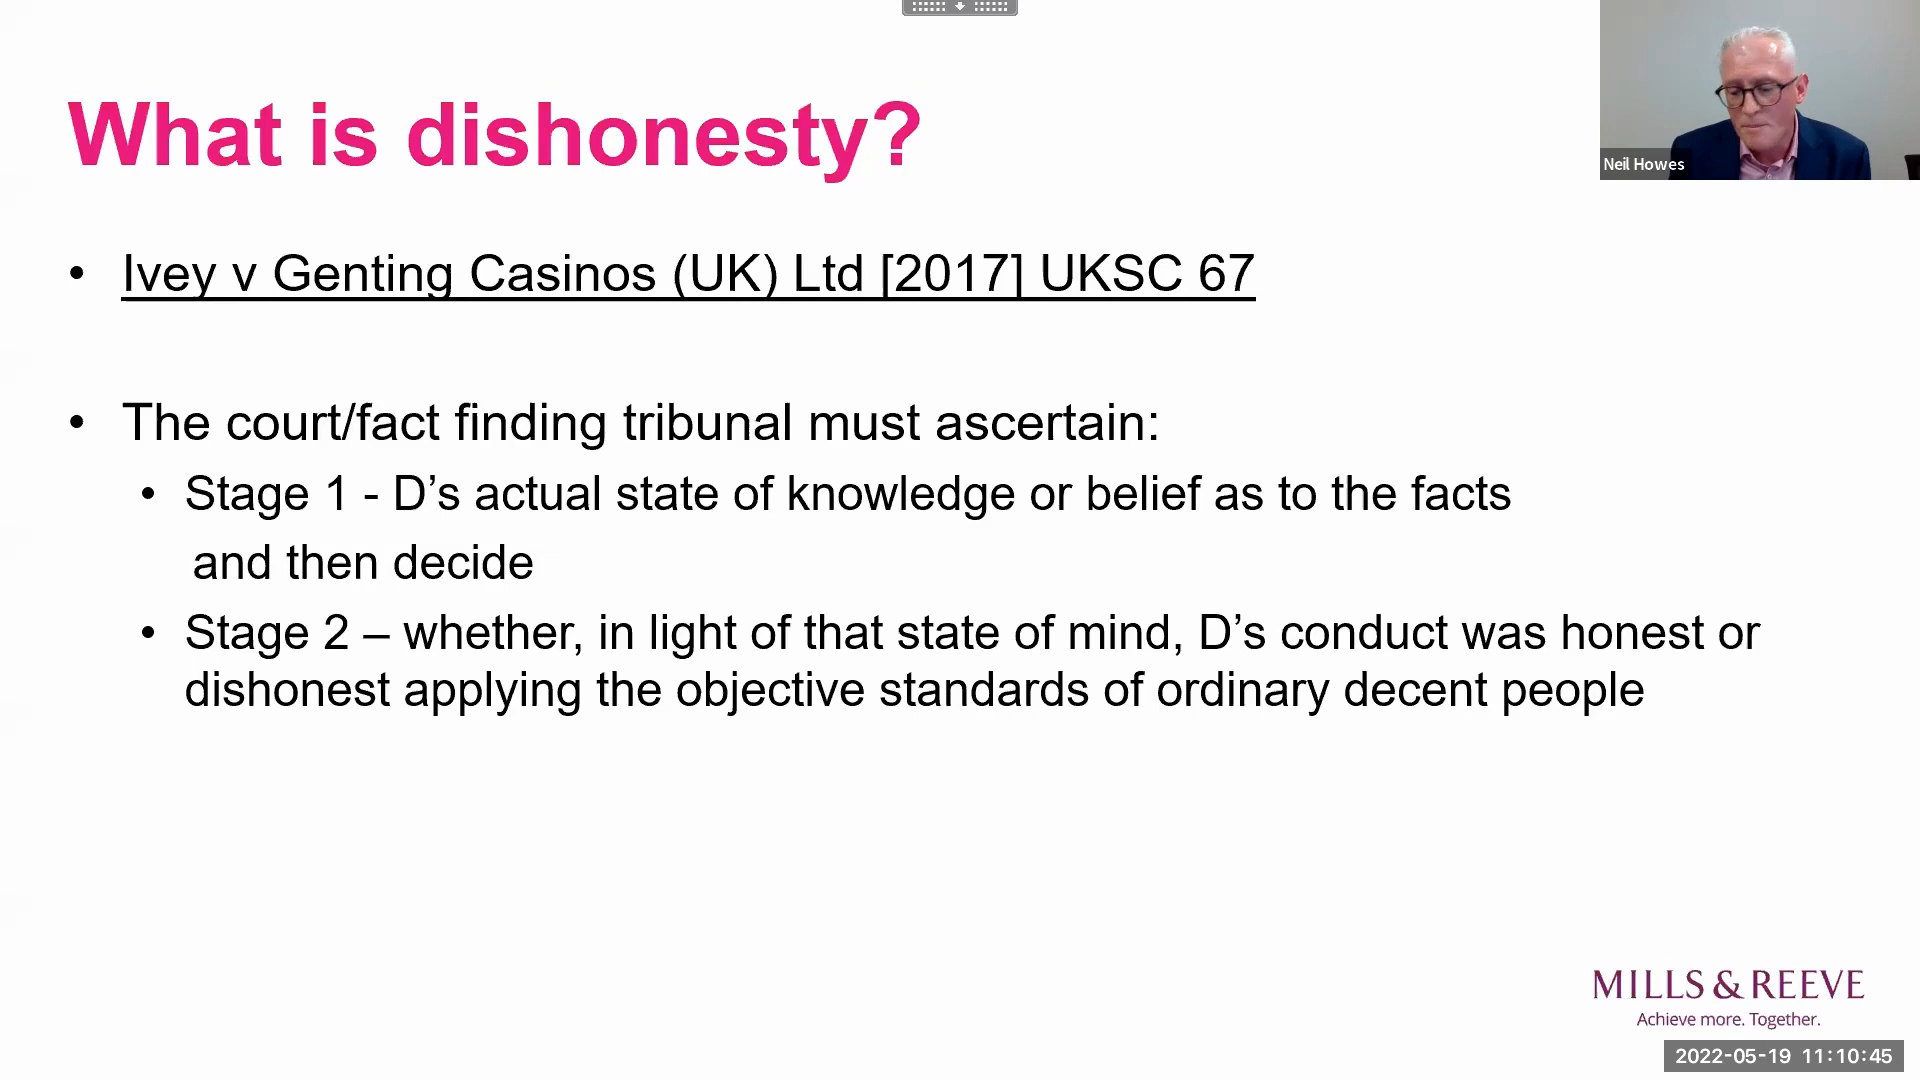 What is dishonesty?
Neil Howes
• Ivey v Genting Casinos (UK) Ltd [2017] UKSC 67
• The court/fact finding tribunal must ascertain:
• Stage 1 - D’s actual state of knowledge or belief as to the facts
and then decide
• Stage 2 – whether, in light of that state of mind, D’s conduct was honest or
dishonest applying the objective standards of ordinary decent people
MILLS & REEVE
Achieve more. Together.
2022-05-19 11:10:45